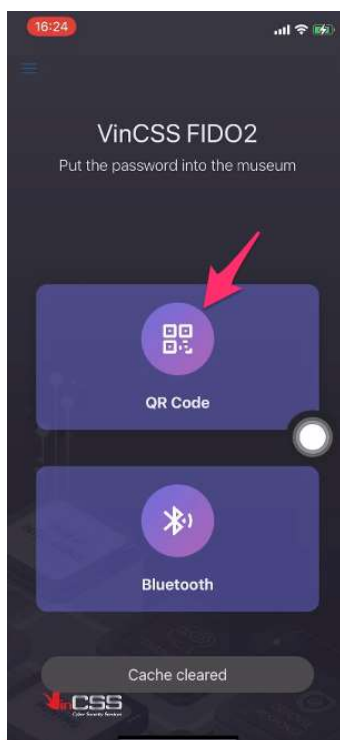 16:24
VinCSS FIDO2
Put the password into the museum
QR Code
Bluetooth
Cache cleared
VinCSS
Cyber Security Services